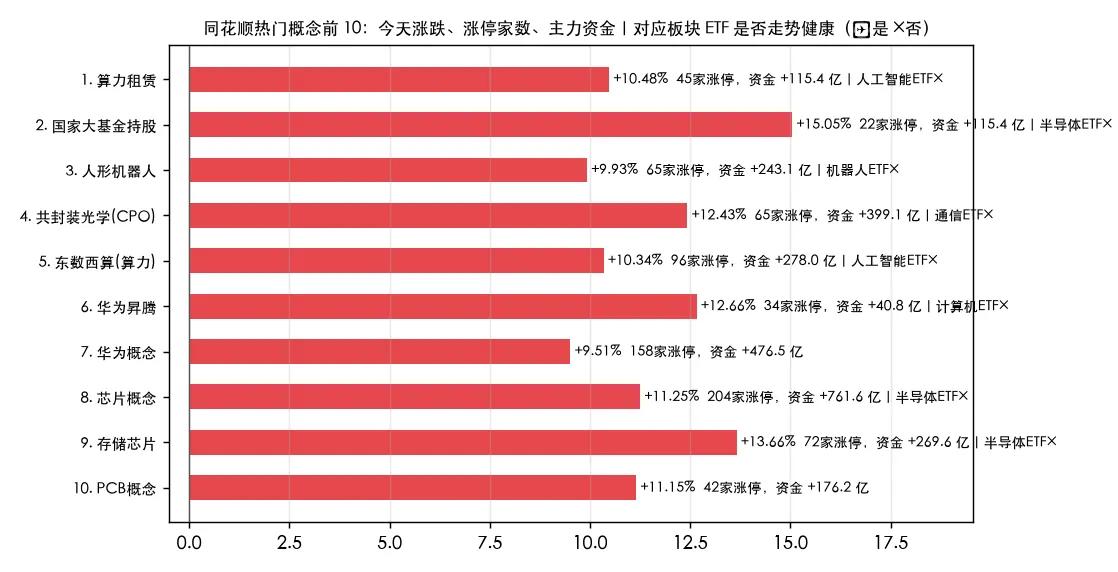 同花顺热门概念前 10：今天涨跌、涨停家数、主力资金 | 对应板块 ETF 是否走势健康（✈是 ×否）
1. 算力租赁 +10.48% 45家涨停，资金 +115.4 亿 | 人工智能ETF×
2. 国家大基金持股 +15.05% 22家涨停，资金 +115.4 亿 | 半导体ETF×
3. 人形机器人 +9.93% 65家涨停，资金 +243.1 亿 | 机器人ETF×
4. 共封装光学(CPO) +12.43% 65家涨停，资金 +399.1 亿 | 通信ETF×
5. 东数西算(算力) +10.34% 96家涨停，资金 +278.0 亿 | 人工智能ETF×
6. 华为昇腾 +12.66% 34家涨停，资金 +40.8 亿 | 计算机ETF×
7. 华为概念 +9.51% 158家涨停，资金 +476.5 亿
8. 芯片概念 +11.25% 204家涨停，资金 +761.6 亿 | 半导体ETF×
9. 存储芯片 +13.66% 72家涨停，资金 +269.6 亿 | 半导体ETF×
10. PCB概念 +11.15% 42家涨停，资金 +176.2 亿
0.0 2.5 5.0 7.5 10.0 12.5 15.0 17.5